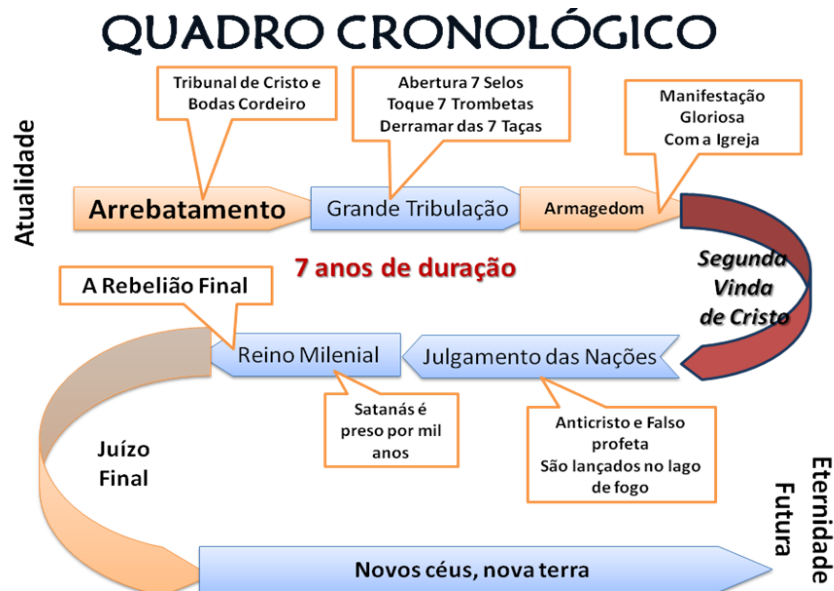 QUADRO CRONOLÓGICO
Atualidade
Tribunal de Cristo e
Bodas Cordeiro
Abertura 7 Selos
Toque 7 Trombetas
Derramar das 7 Taças
Manifestação
Gloriosa
Com a Igreja
Arrebatamento
Grande Tribulação
Armagedom
7 anos de duração
Segunda
Vinda
de Cristo
A Rebelião Final
Reino Milenial
Julgamento das Nações
Satanás é
preso por mil
anos
Anticristo e Falso
profeta
São lançados no lago
de fogo
Juízo
Final
Novos céus, nova terra
Eternidade
Futura